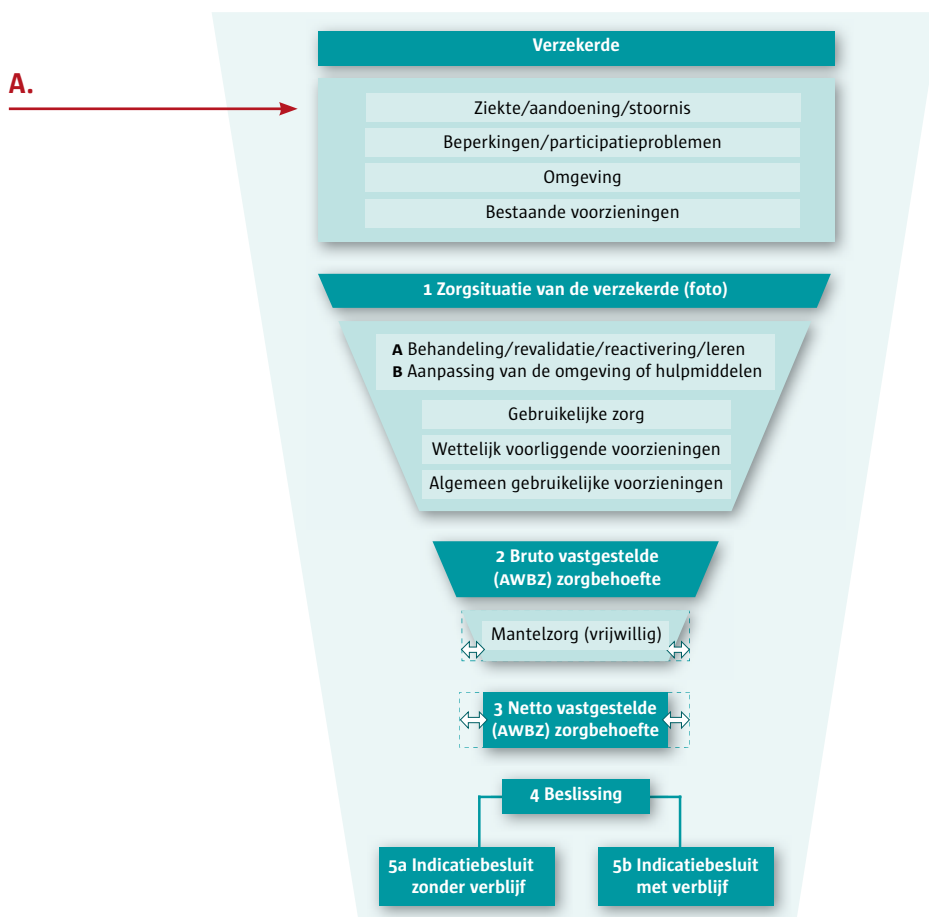 Verzekerde
A.
Ziekte/aandoening/stoornis
Beperkingen/participatieproblemen
Omgeving
Bestaande voorzieningen
1 Zorgsituatie van de verzekerde (foto)
A Behandeling/revalidatie/reactivering/leren
B Aanpassing van de omgeving of hulpmiddelen
Gebruikelijke zorg
Wettelijk voorliggende voorzieningen
Algemeen gebruikelijke voorzieningen
2 Bruto vastgestelde
(AWBZ) zorgbehoefte
Mantelzorg (vrijwillig)
3 Netto vastgestelde
(AWBZ) zorgbehoefte
4 Beslissing
5a Indicatiebesluit
zonder verblijf
5b Indicatiebesluit
met verblijf